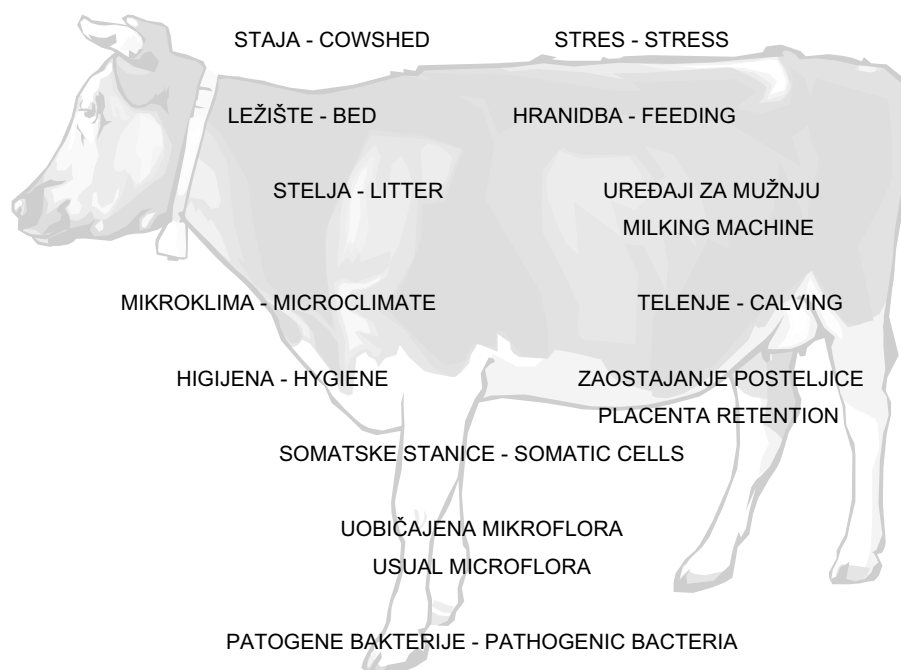 STAJA - COWSHED
STRES - STRESS
LEŽIŠTE - BED
HRANIDBA - FEEDING
STELJA - LITTER
UREĐAJI ZA MUŽNJU
MILKING MACHINE
MIKROKLIMA - MICROCLIMATE
TELENJE - CALVING
HIGIJENA - HYGIENE
ZAOSTAJANJE POSTELJICE
PLACENTA RETENTION
SOMATSKE STANICE - SOMATIC CELLS
UOBIČAJENA MIKROFLORA
USUAL MICROFLORA
PATOGENE BAKTERIJE - PATHOGENIC BACTERIA